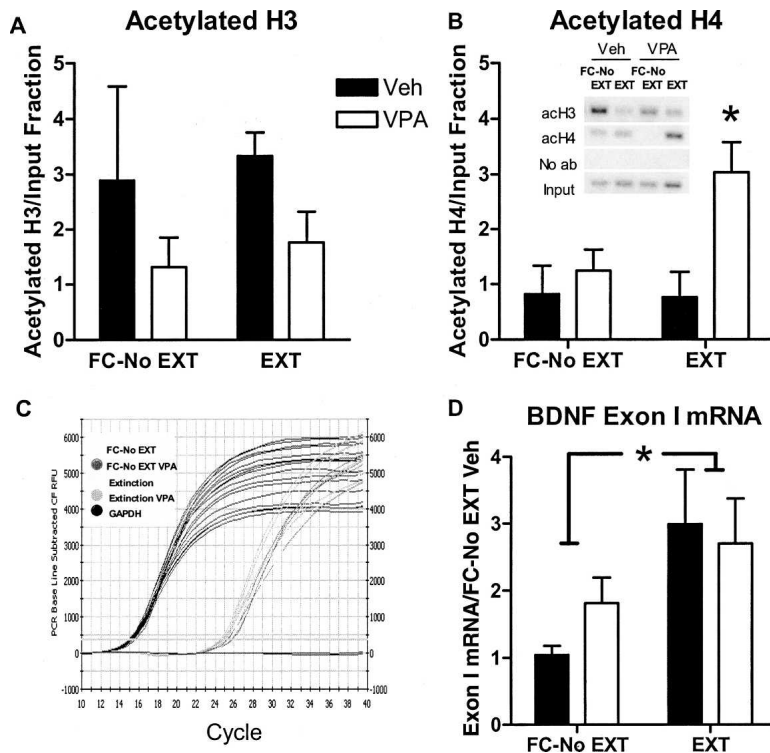 A
Acetylated H3
Acetylated H3/Input Fraction
5
4
3
2
1
0
Veh
VPA
FC-No EXT
EXT
B
Acetylated H4
Acetylated H4/Input Fraction
5
4
3
2
1
0
Veh VPA
FC-No FC-No
EXT EXT EXT EXT
acH3
acH4
No ab
Input
*
FC-No EXT
EXT
C
PCR Base Line Subtracted CF RFU
6000
5000
4000
3000
2000
1000
0
-1000
FC-No EXT
FC-No EXT VPA
Extinction
Extinction VPA
GAPDH
6000
5000
4000
3000
2000
1000
0
-1000
10 12 14 16 18 20 22 24 26 28 30 32 34 36 38 40
Cycle
D
BDNF Exon I mRNA
Exon I mRNA/FC-No EXT Veh
4
3
2
1
0
*
FC-No EXT
EXT